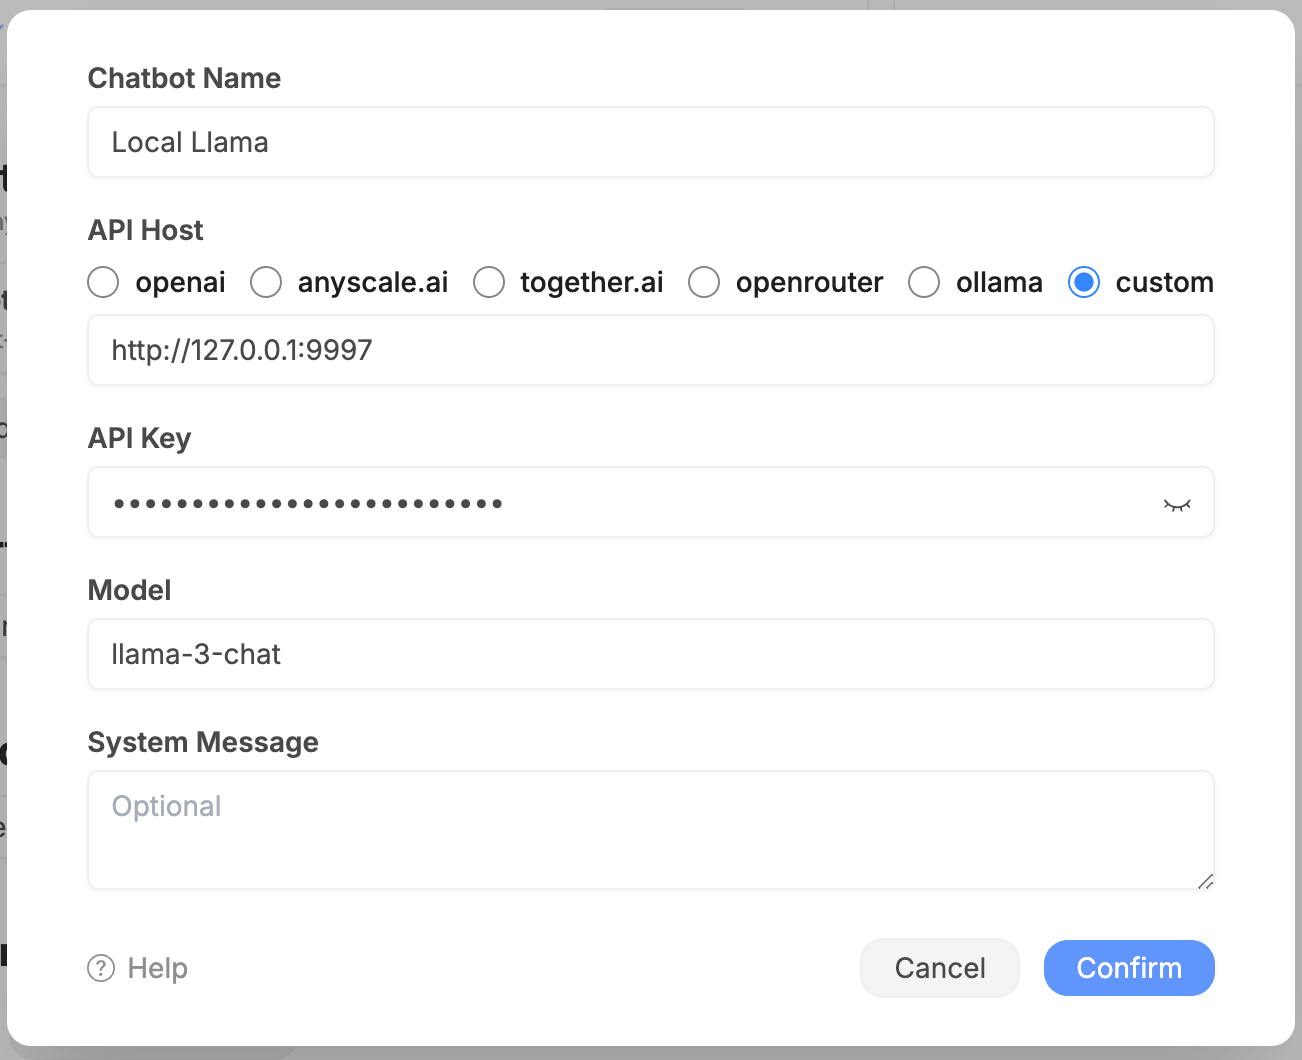 Chatbot Name
Local Llama
API Host
openai anyscale.ai together.ai openrouter ollama custom
http://127.0.0.1:9997
API Key
•••••••••••••••••••••••••
Model
llama-3-chat
System Message
Optional
? Help Cancel Confirm